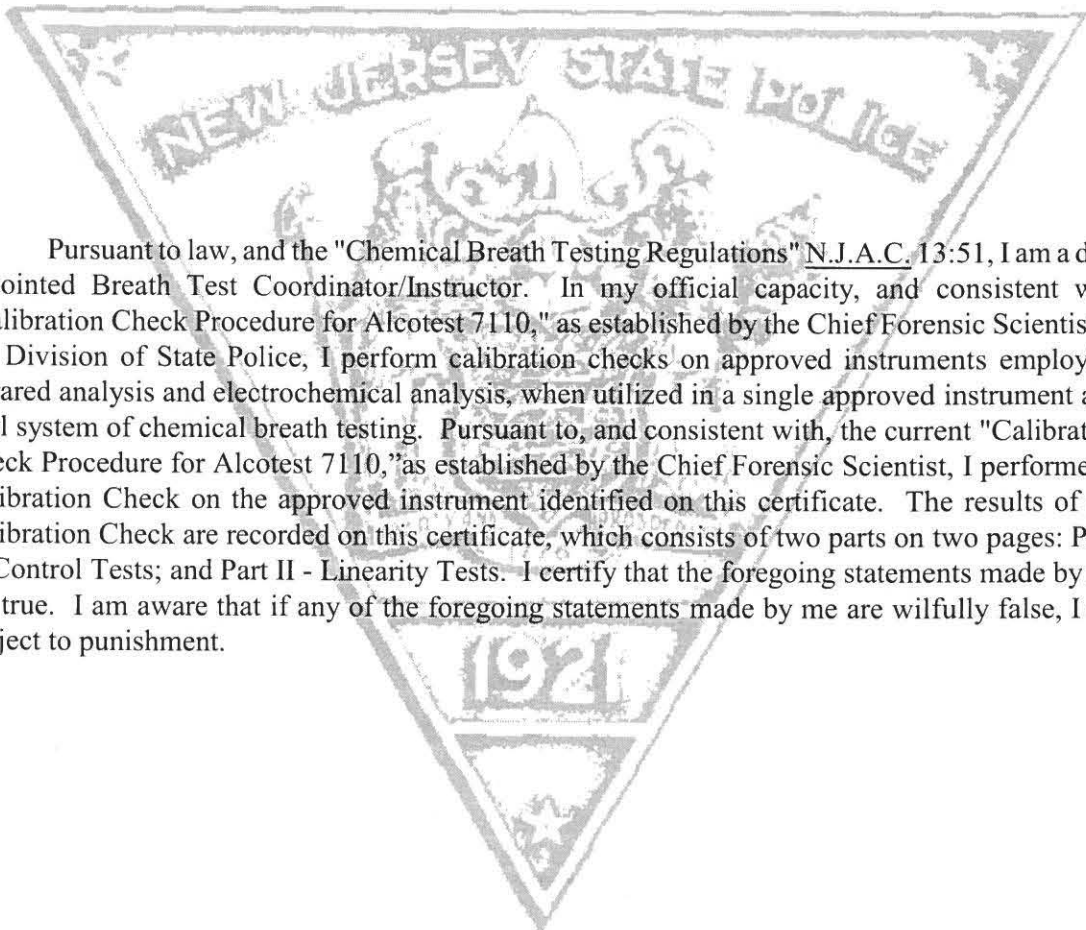 NEW JERSEY STATE POLICE
Pursuant to law, and the "Chemical Breath Testing Regulations" N.J.A.C. 13:51, I am a d
ointed Breath Test Coordinator/Instructor. In my official capacity, and consistent w
libration Check Procedure for Alcotest 7110," as established by the Chief Forensic Scientis
Division of State Police, I perform calibration checks on approved instruments employ
ared analysis and electrochemical analysis, when utilized in a single approved instrument a
l system of chemical breath testing. Pursuant to, and consistent with, the current "Calibrat
eck Procedure for Alcotest 7110,"as established by the Chief Forensic Scientist, I performe
ibration Check on the approved instrument identified on this certificate. The results of
ibration Check are recorded on this certificate, which consists of two parts on two pages: P
Control Tests; and Part II - Linearity Tests. I certify that the foregoing statements made by
true. I am aware that if any of the foregoing statements made by me are wilfully false, I
ject to punishment.
1921